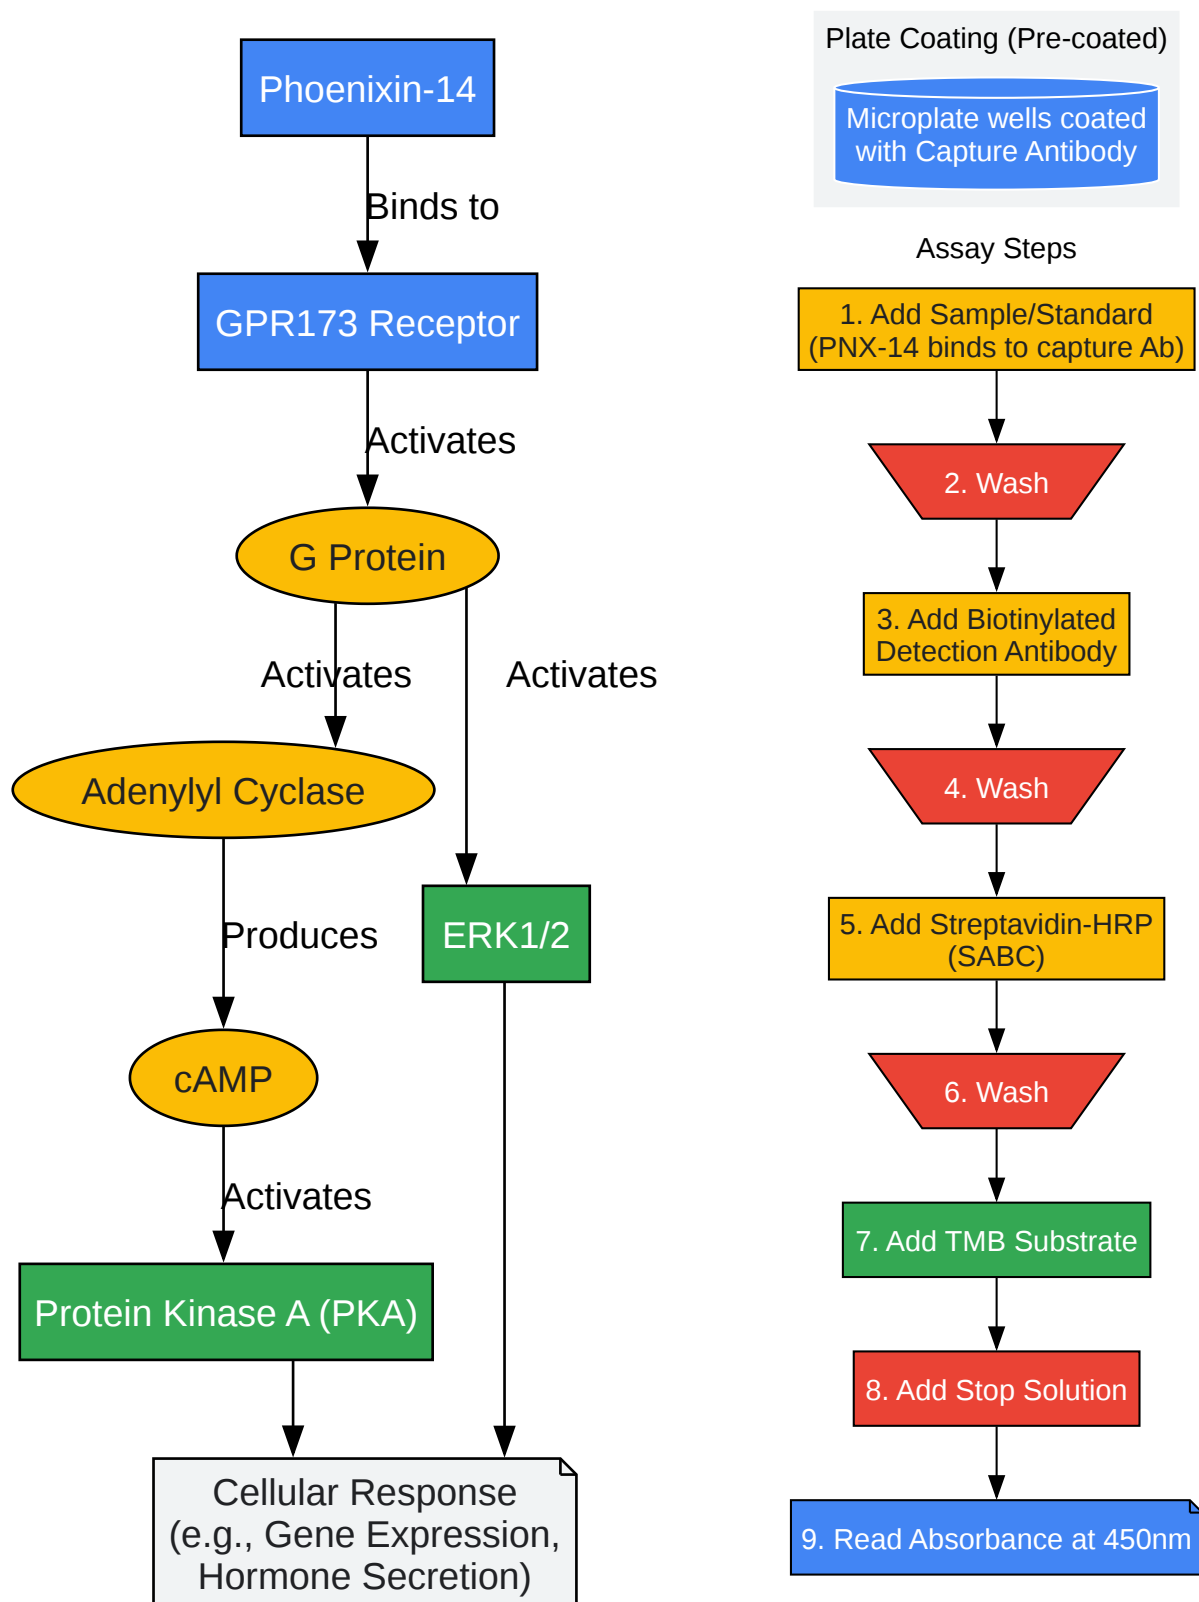 Phoenixin-14
Binds to
GPR173 Receptor
Activates
G Protein
Activates
Activates
Adenylyl Cyclase
Produces
ERK1/2
cAMP
Activates
Protein Kinase A (PKA)
Cellular Response
(e.g., Gene Expression,
Hormone Secretion)
Plate Coating (Pre-coated)
Microplate wells coated
with Capture Antibody
Assay Steps
1. Add Sample/Standard
(PNX-14 binds to capture Ab)
2. Wash
3. Add Biotinylated
Detection Antibody
4. Wash
5. Add Streptavidin-HRP
(SABC)
6. Wash
7. Add TMB Substrate
8. Add Stop Solution
9. Read Absorbance at 450nm